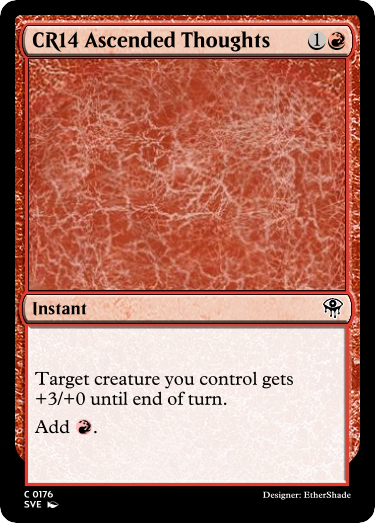 CR14 Ascended Thoughts 1
Instant
Target creature you control gets
+3/+0 until end of turn.
Add .
C 0176
SVE
Designer: EtherShade